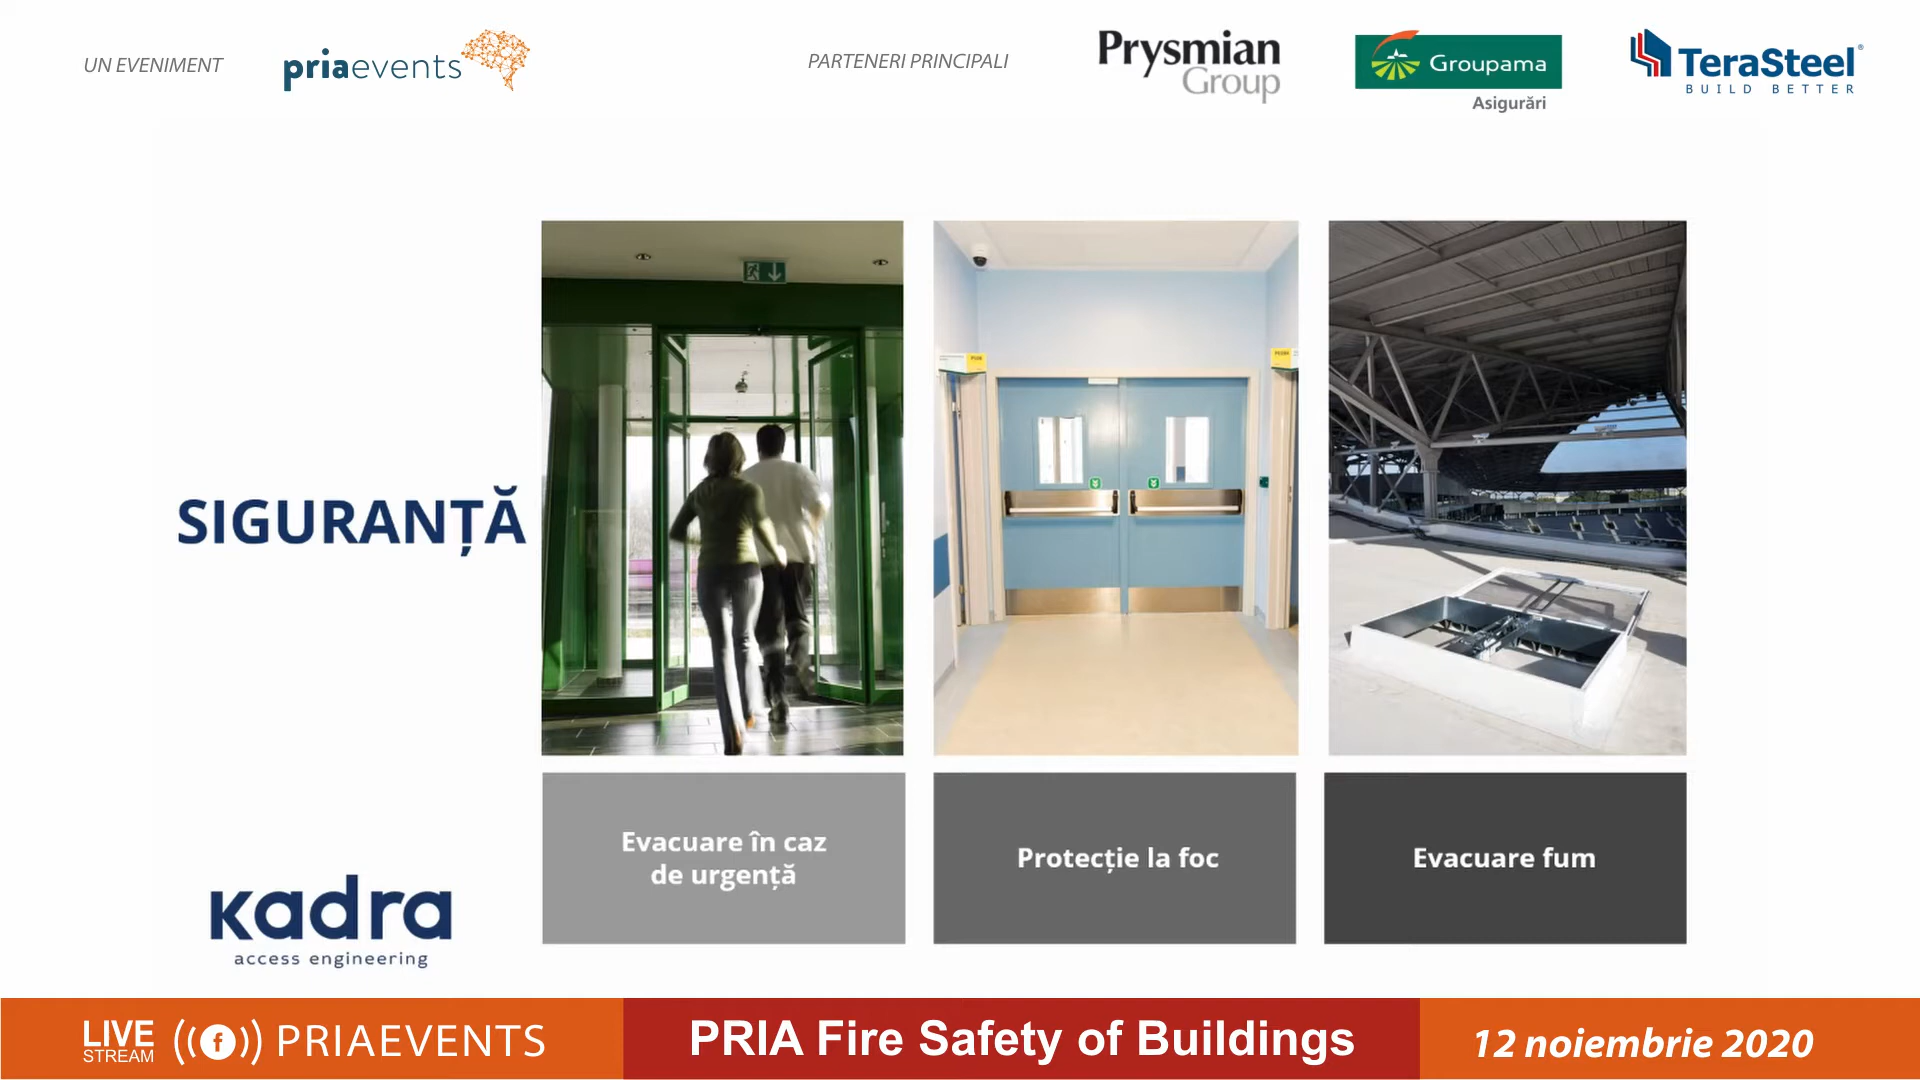 UN EVENIMENT
priaevents
PARTENERI PRINCIPALI
Prysmian
Group
Groupama
Asigurări
TeraSteel®
BUILD BETTER
SIGURANȚĂ
Evacuare în caz
de urgență
Protecție la foc
Evacuare fum
kadra
access engineering
LIVE
STREAM
PRIAEVENTS
PRIA Fire Safety of Buildings
12 noiembrie 2020